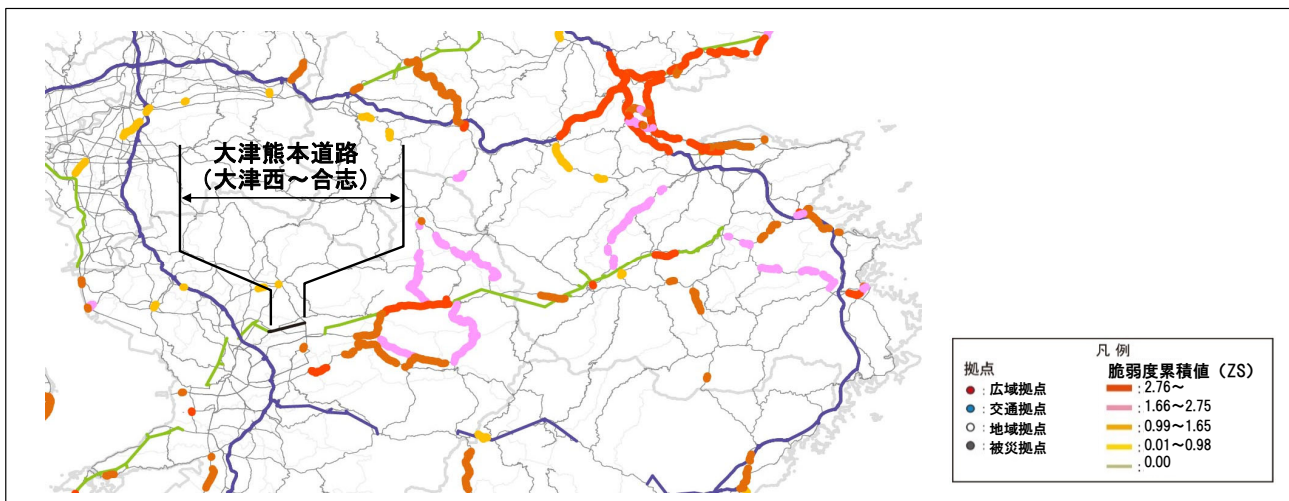 大津熊本道路
(大津西～合志)
凡 例
拠点
:広域拠点
:交通拠点
:地域拠点
:被災拠点
脆弱度累積値（ZS）
:2.76～
:1.66～2.75
:0.99～1.65
:0.01～0.98
:0.00